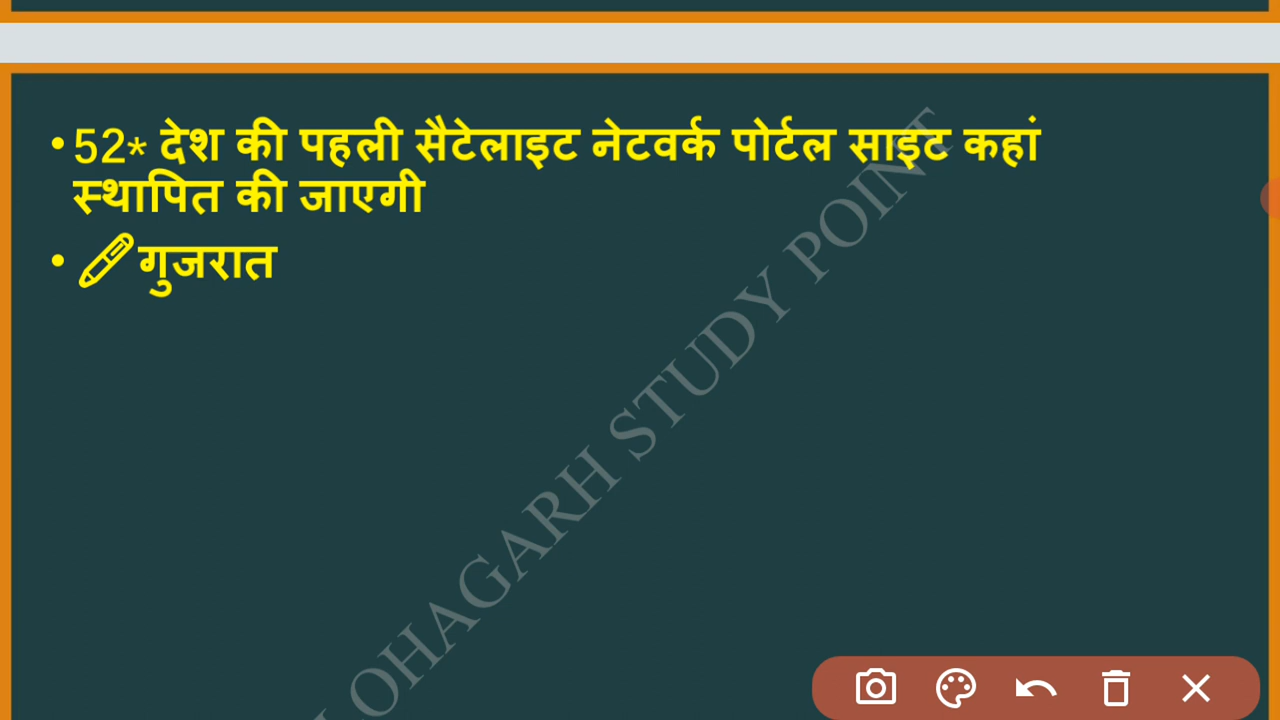 •52* देश की पहली सैटेलाइट नेटवर्क पोर्टल साइट कहां
स्थापित की जाएगी
•🖊गुजरात
LOHAGARH STUDY POINT